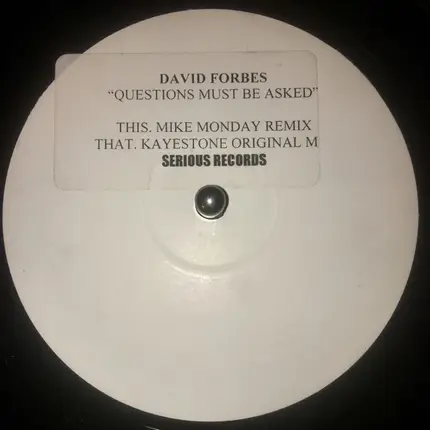 DAVID FORBES
"QUESTIONS MUST BE ASKED"
THIS. MIKE MONDAY REMIX
THAT. KAYESTONE ORIGINAL M
SERIOUS RECORDS